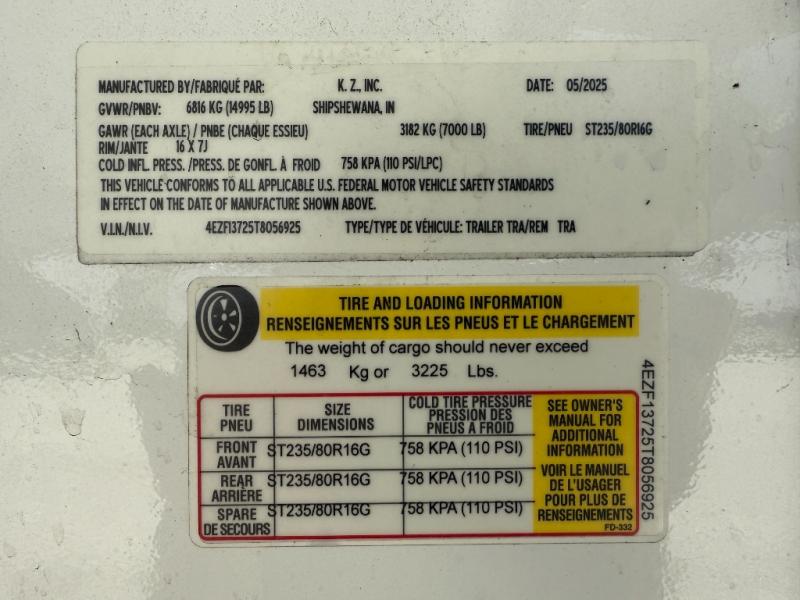 MANUFACTURED BY/FABRIQUÉ PAR: K. Z., INC. DATE: 05/2025
GVWR/PNBV: 6816 KG (14995 LB) SHIPSHEWANA, IN
GAWR (EACH AXLE) / PNBE (CHAQUE ESSIEU) 3182 KG (7000 LB) TIRE/PNEU ST235/80R16G
RIM/JANTE 16 X 7J
COLD INFL. PRESS. /PRESS. DE GONFL. À FROID 758 KPA (110 PSI/LPC)
THIS VEHICLE CONFORMS TO ALL APPLICABLE U.S. FEDERAL MOTOR VEHICLE SAFETY STANDARDS
IN EFFECT ON THE DATE OF MANUFACTURE SHOWN ABOVE.
V.I.N./N.I.V. 4EZF13725T8056925 TYPE/TYPE DE VÉHICULE: TRAILER TRA/REM TRA
TIRE AND LOADING INFORMATION
RENSEIGNEMENTS SUR LES PNEUS ET LE CHARGEMENT
The weight of cargo should never exceed
1463 Kg or 3225 Lbs.
TIRE
PNEU
SIZE
DIMENSIONS
COLD TIRE PRESSURE
PRESSION DES
PNEUS A FROID
FRONT
AVANT
ST235/80R16G
758 KPA (110 PSI)
REAR
ARRIÈRE
ST235/80R16G
758 KPA (110 PSI)
SPARE
DE SECOURS
ST235/80R16G
758 KPA (110 PSI)
SEE OWNER'S
MANUAL FOR
ADDITIONAL
INFORMATION
VOIR LE MANUEL
DE L'USAGER
POUR PLUS DE
RENSEIGNEMENTS
FD-332
4EZF13725T8056925